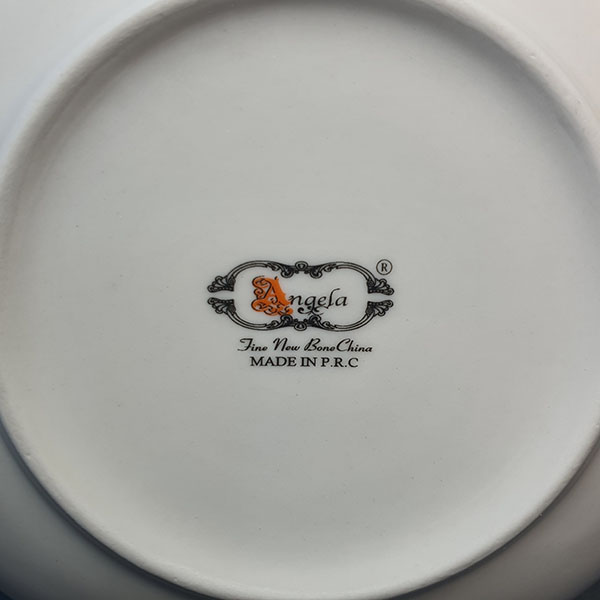 ®
Angela
Fine New Bone China
MADE IN P.R.C